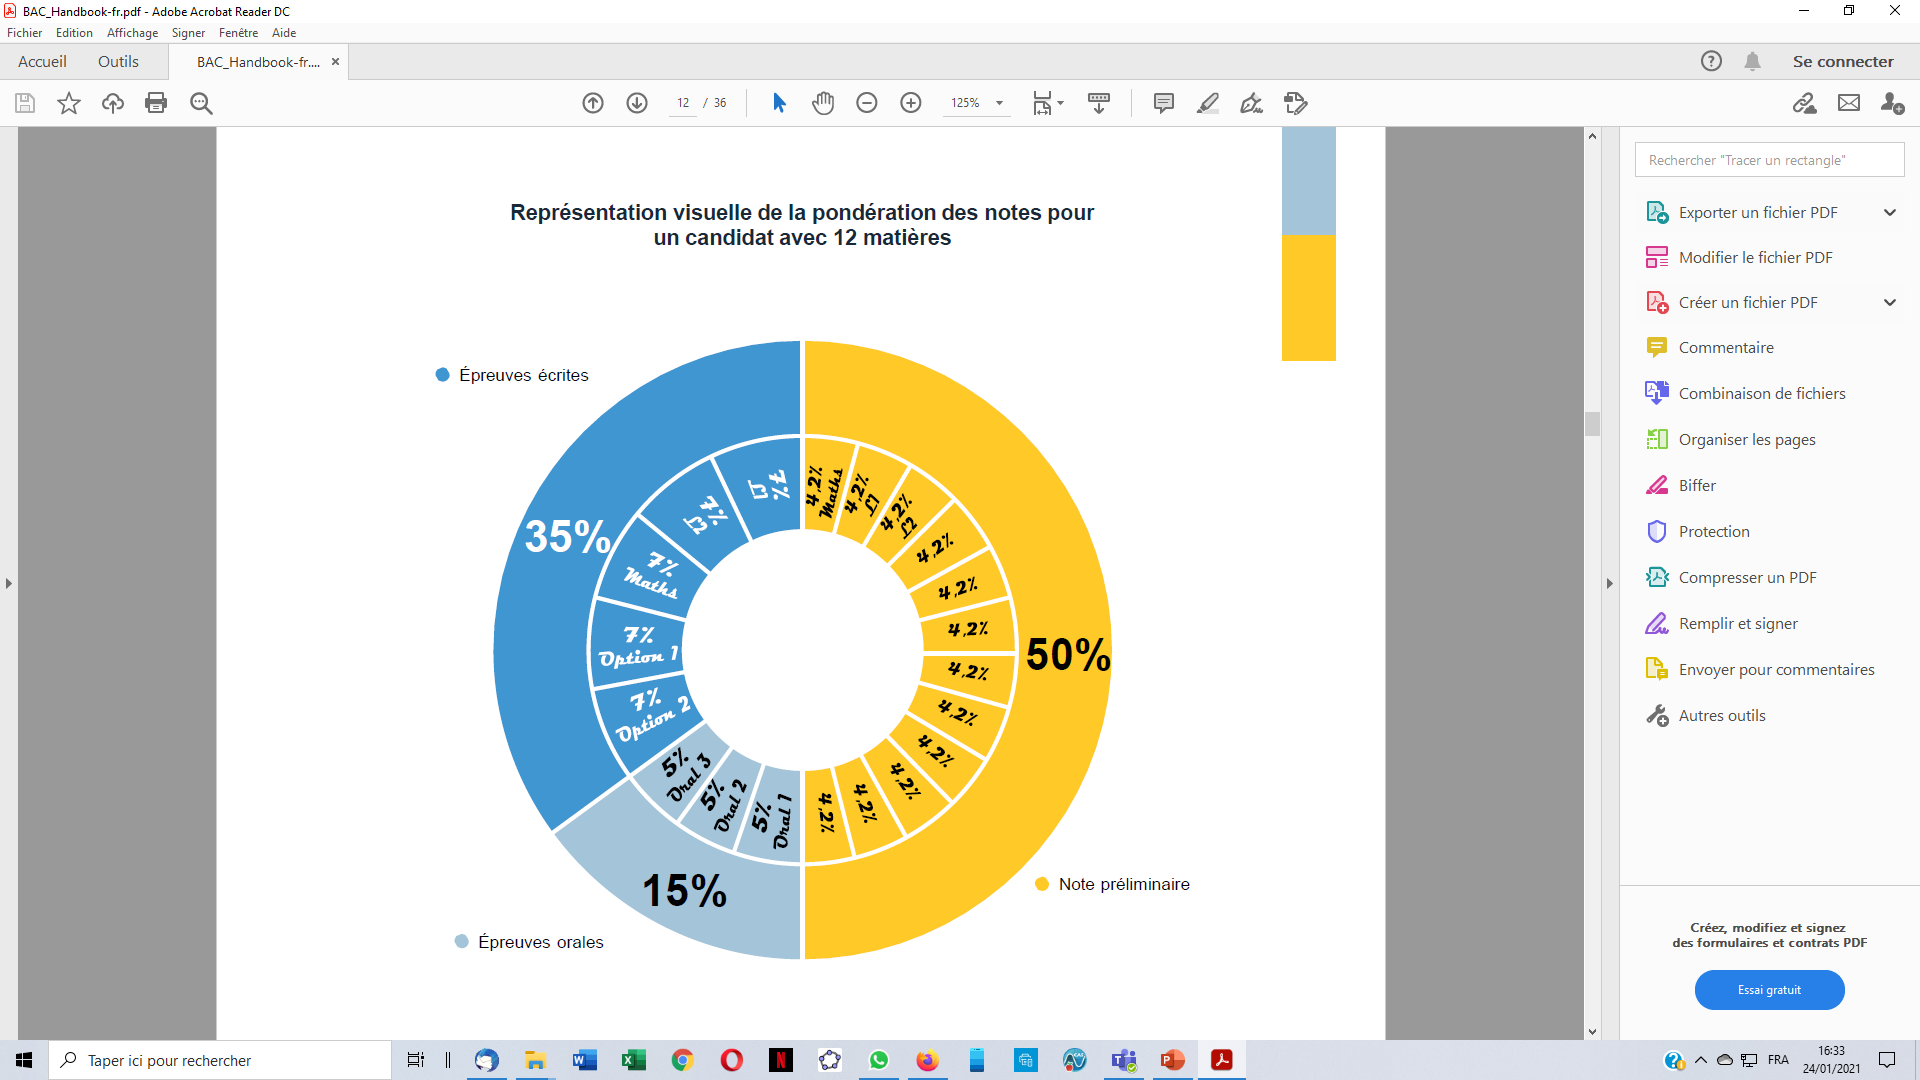 BAC_Handbook-fr.pdf - Adobe Acrobat Reader DC
Fichier Edition Affichage Signer Fenêtre Aide
Accueil Outils BAC_Handbook-fr.... × Se connecter
12 / 36 125%
Rechercher "Tracer un rectangle"
Exporter un fichier PDF
Modifier le fichier PDF
Créer un fichier PDF
Commentaire
Combinaison de fichiers
Organiser les pages
Biffer
Protection
Compresser un PDF
Remplir et signer
Envoyer pour commentaires
Autres outils
Créez, modifiez et signez
des formulaires et contrats PDF
Essai gratuit
Représentation visuelle de la pondération des notes pour
un candidat avec 12 matières
Épreuves écrites
35%
7%
L1
7%
L2
7%
Maths
7%
Option 1
7%
Option 2
5%
Oral 3
5%
Oral 2
5%
Oral 1
15%
Épreuves orales
4,2%
Maths
4,2%
L1
4,2%
L2
4,2%
4,2%
4,2%
4,2%
4,2%
4,2%
4,2%
4,2%
4,2%
50%
Note préliminaire
Taper ici pour rechercher
FRA
16:33
24/01/2021